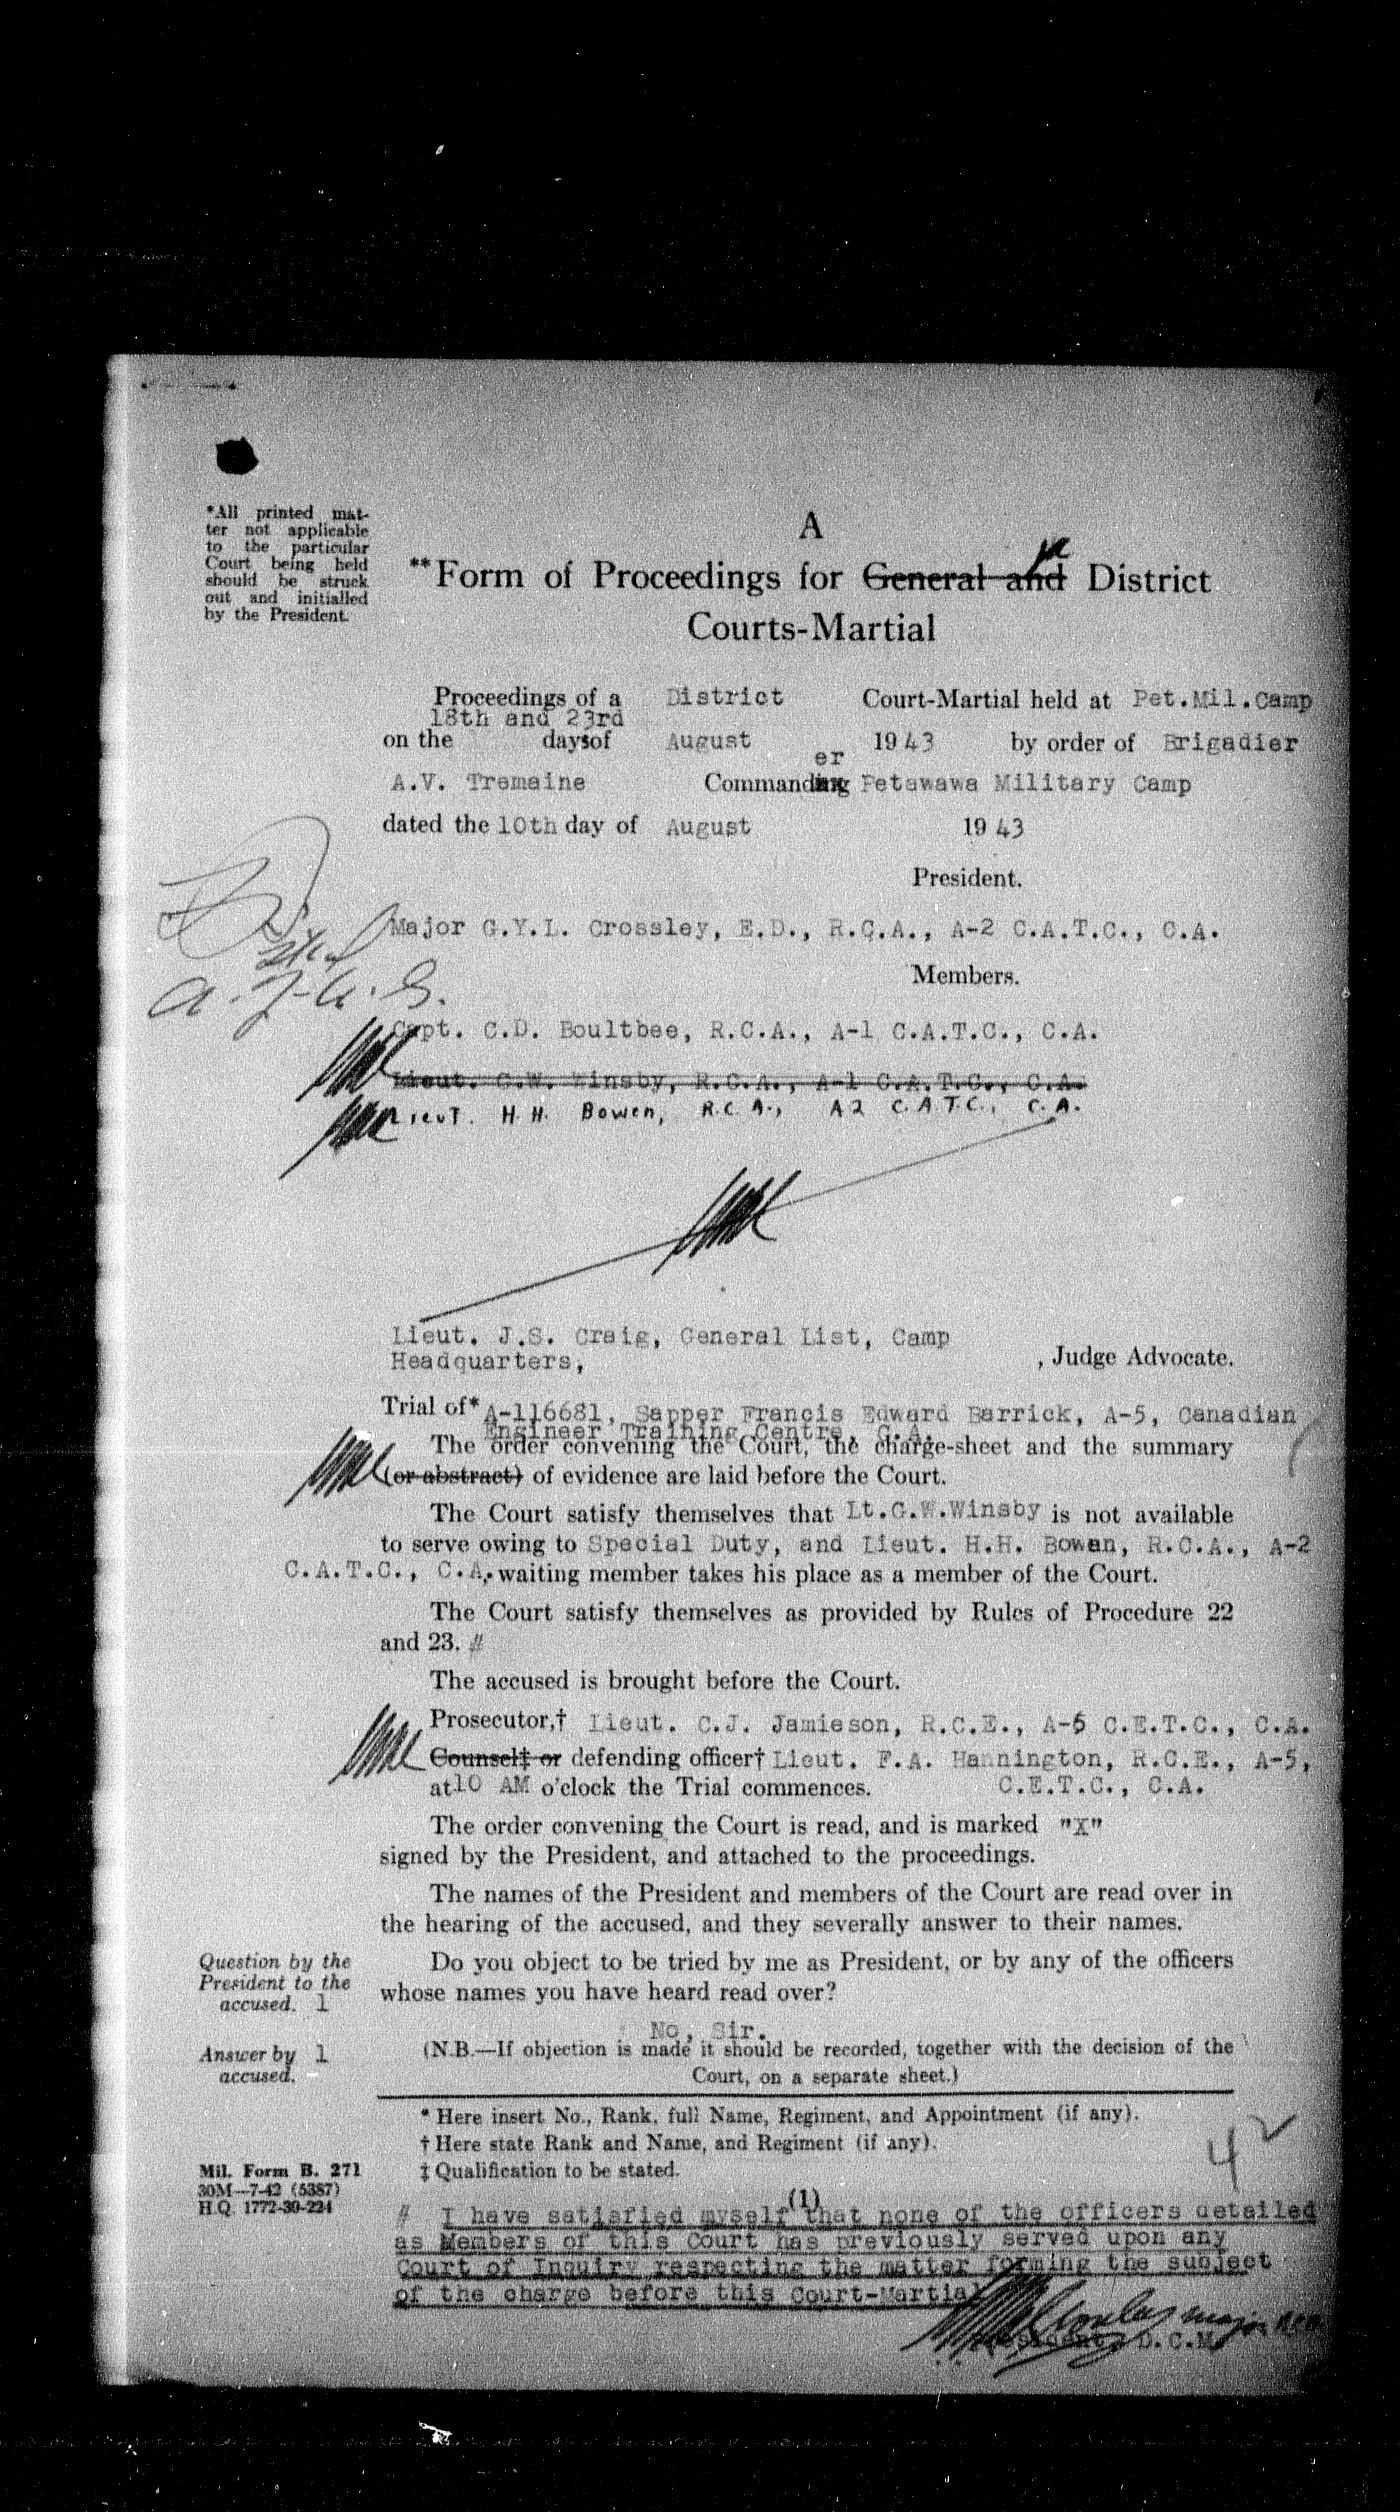 *All printed mat-
ter not applicable
to the particular
Court being held
should be struck
out and initialled
by the President.
A
**Form of Proceedings for General and District
Courts-Martial
Proceedings of a District Court-Martial held at Pet.Mil.Camp
18th and 23rd
on the daysof August 1943 by order of Brigadier
er
A.V. Tremaine Commanding Petawawa Military Camp
dated the 10th day of August 1943
President.
Major G.Y.L. Crossley, E.D., R.C.A., A-2 C.A.T.C., C.A.
Members.
Capt. C.D. Boultbee, R.C.A., A-1 C.A.T.C., C.A.
Lieut. G.W. Winsby, R.C.A., A-1 C.A.T.C., C.A.
Lieut. H.H. Bowen, R.C.A., A2 C.A.T.C., C.A.
Lieut. J.S. Craig, General List, Camp
Headquarters, , Judge Advocate.
Trial of* A-116681, Sapper Francis Edward Barrick, A-5, Canadian
Engineer Training Centre, C.A.
The order convening the Court, the charge-sheet and the summary
(or abstract) of evidence are laid before the Court.
The Court satisfy themselves that Lt.G.W.Winsby is not available
to serve owing to Special Duty, and Lieut. H.H. Bowen, R.C.A., A-2
C.A.T.C., C.A., waiting member takes his place as a member of the Court.
The Court satisfy themselves as provided by Rules of Procedure 22
and 23. #
The accused is brought before the Court.
Prosecutor,† Lieut. C.J. Jamieson, R.C.E., A-5 C.E.T.C., C.A.
Counsel‡ or defending officer† Lieut. F.A. Hannington, R.C.E., A-5,
at 10 AM o'clock the Trial commences. C.E.T.C., C.A.
The order convening the Court is read, and is marked "X"
signed by the President, and attached to the proceedings.
The names of the President and members of the Court are read over in
the hearing of the accused, and they severally answer to their names.
Question by the
President to the
accused. 1
Do you object to be tried by me as President, or by any of the officers
whose names you have heard read over?
No, Sir.
Answer by 1
accused.
(N.B.—If objection is made it should be recorded, together with the decision of the
Court, on a separate sheet.)
* Here insert No., Rank, full Name, Regiment, and Appointment (if any).
† Here state Rank and Name, and Regiment (if any).
‡ Qualification to be stated.
42
Mil. Form B. 271
30M—7-42 (5387)
H.Q. 1772-39-224
(1)
# I have satisfied myself that none of the officers detailed
as Members of this Court has previously served upon any
Court of Inquiry respecting the matter forming the subject
of the charge before this Court-Martial
Crossley Major RCA
President, D.C.M.